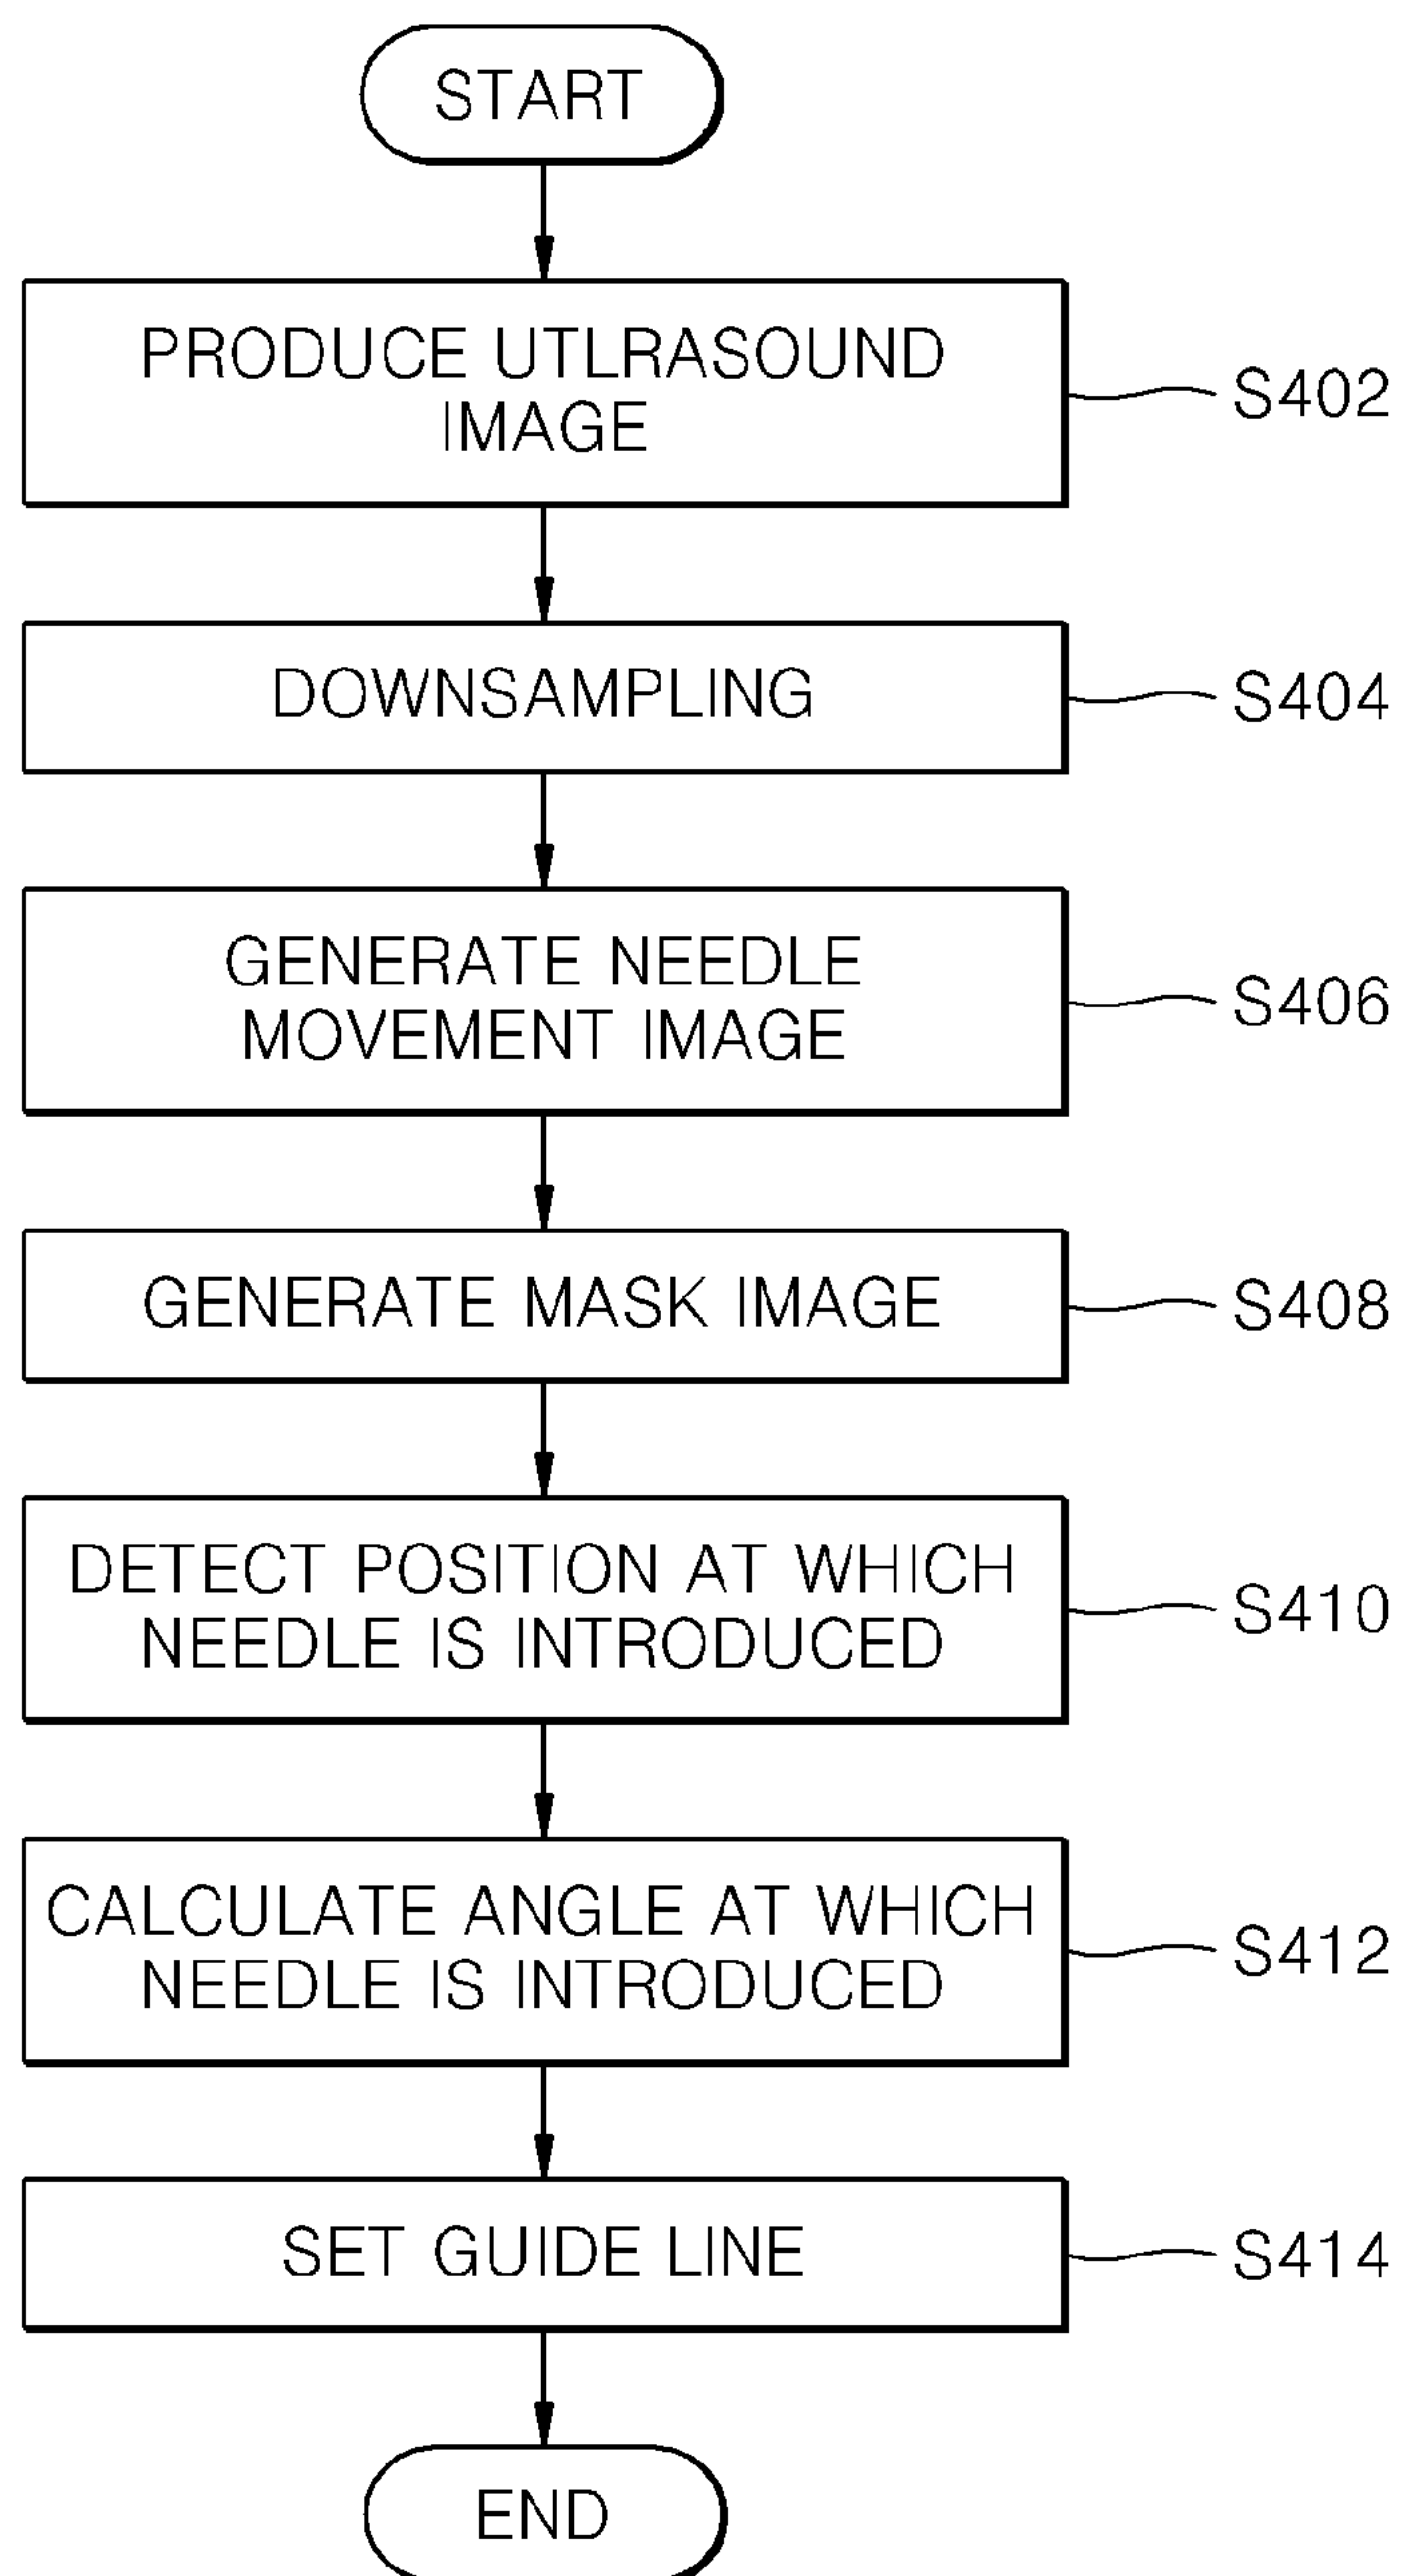 START
PRODUCE UTLRASOUND
IMAGE
S402
DOWNSAMPLING
S404
GENERATE NEEDLE
MOVEMENT IMAGE
S406
GENERATE MASK IMAGE
S408
DETECT POSITION AT WHICH
NEEDLE IS INTRODUCED
S410
CALCULATE ANGLE AT WHICH
NEEDLE IS INTRODUCED
S412
SET GUIDE LINE
S414
END